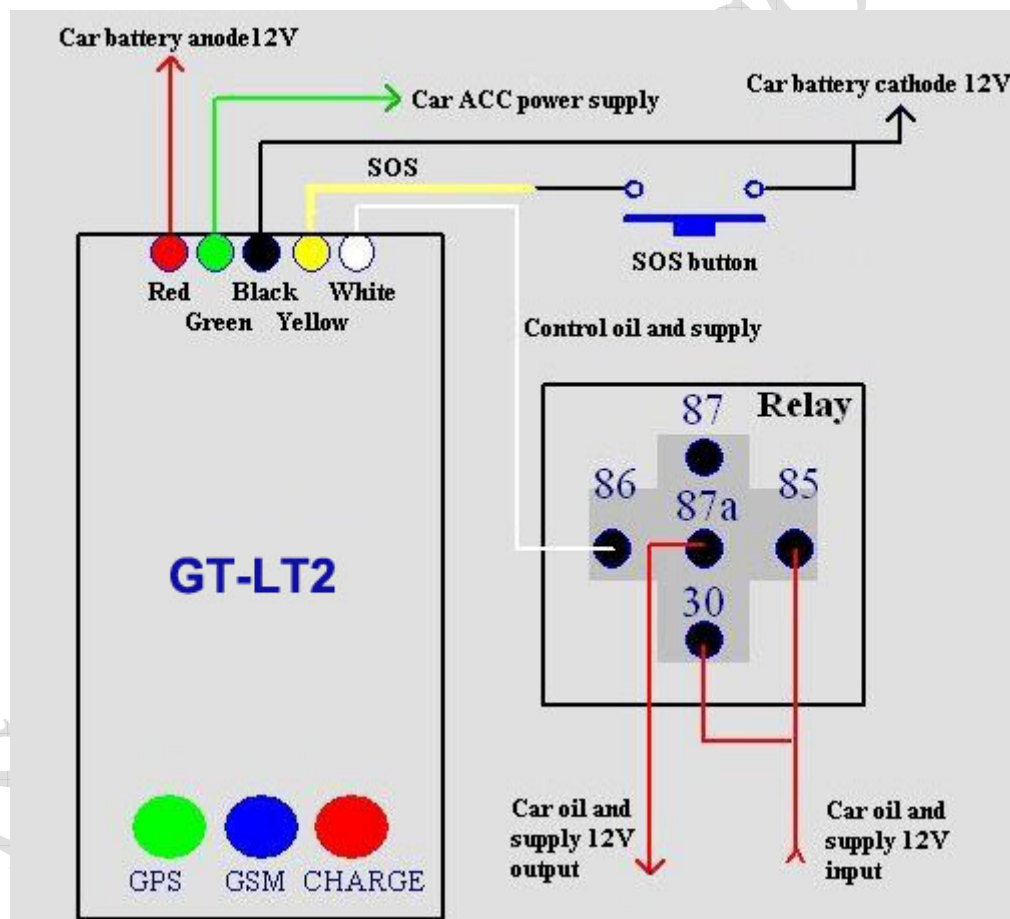 Car battery anode12V
Car ACC power supply
Car battery cathode 12V
SOS
SOS button
Red
Black
White
Green
Yellow
Control oil and supply
Relay
87
86
85
87a
30
GT-LT2
Car oil and
supply 12V
output
Car oil and
supply 12V
input
GPS
GSM
CHARGE